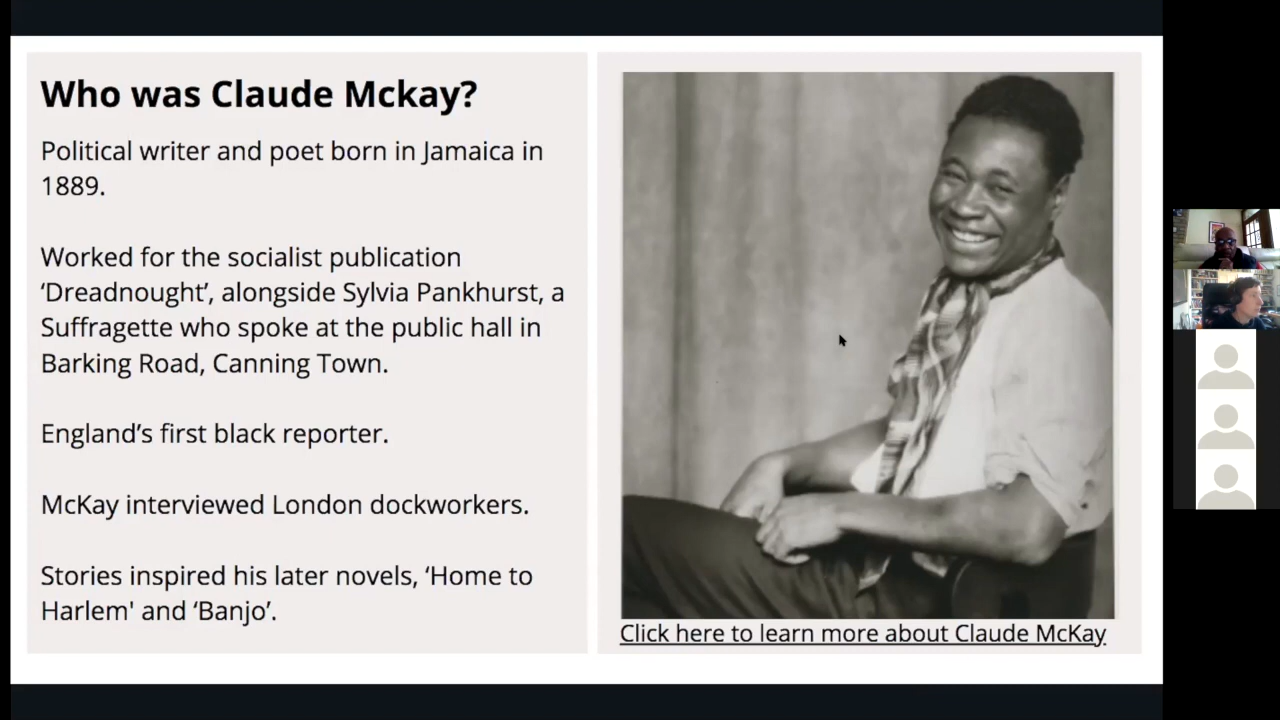 Who was Claude Mckay?
Political writer and poet born in Jamaica in
1889.
Worked for the socialist publication
‘Dreadnought’, alongside Sylvia Pankhurst, a
Suffragette who spoke at the public hall in
Barking Road, Canning Town.
England’s first black reporter.
McKay interviewed London dockworkers.
Stories inspired his later novels, ‘Home to
Harlem' and ‘Banjo’.
Click here to learn more about Claude McKay